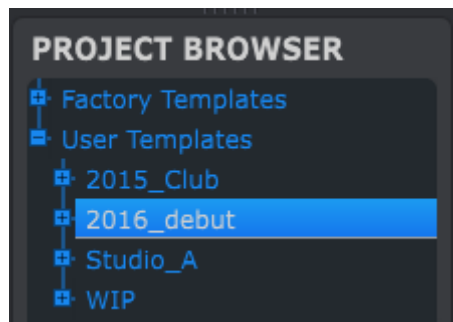 PROJECT BROWSER
Factory Templates
User Templates
2015_Club
2016_debut
Studio_A
WIP